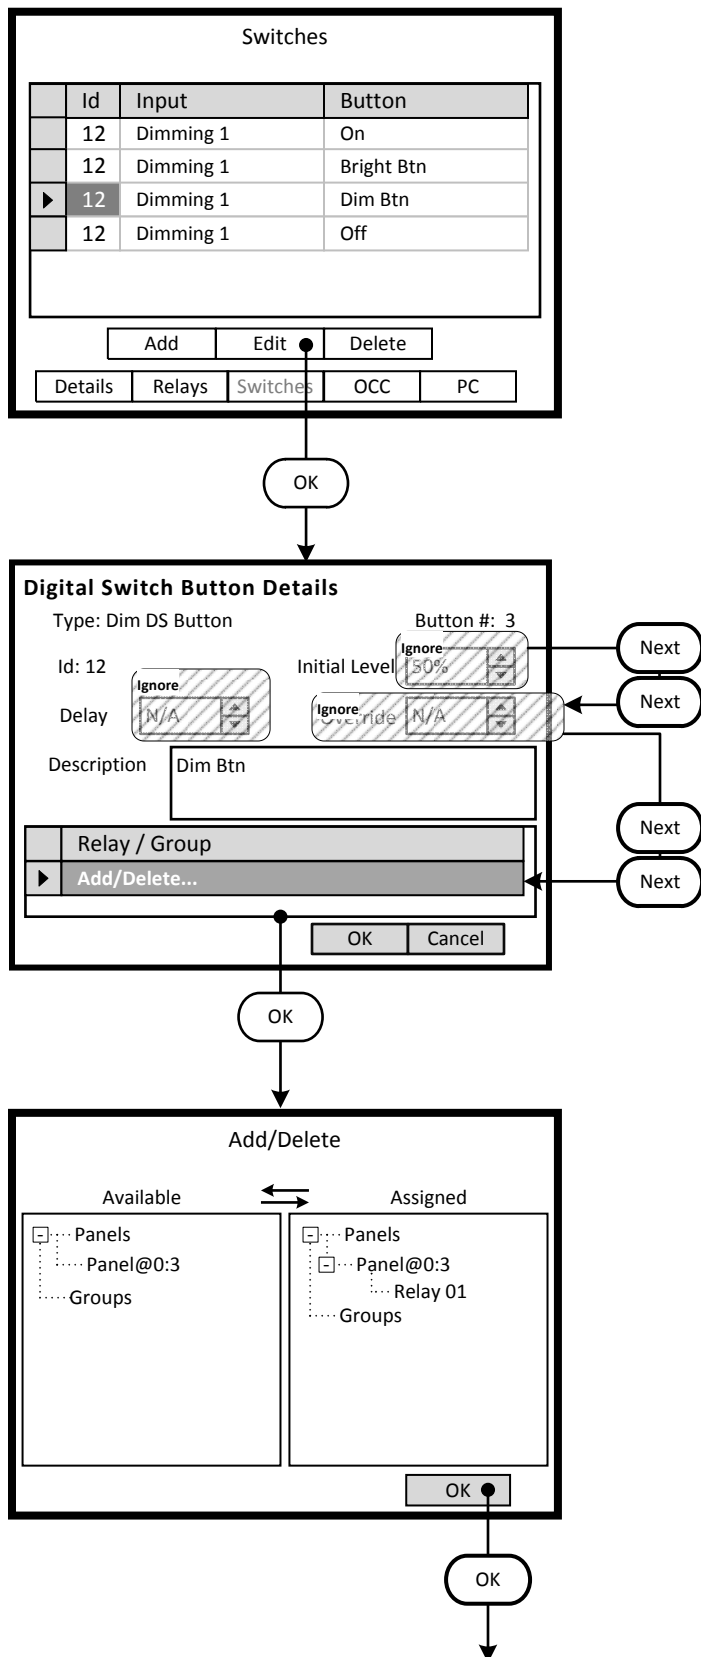 Switches
Id Input Button
12 Dimming 1 On
12 Dimming 1 Bright Btn
12 Dimming 1 Dim Btn
12 Dimming 1 Off
Add Edit Delete
Details Relays Switches OCC PC
OK
Digital Switch Button Details
Type: Dim DS Button Button #: 3
Id: 12 Initial Level Ignore 50% Next
Delay Ignore N/A Ignore Override N/A Next
Description Dim Btn
Relay / Group Next
Add/Delete... Next
OK Cancel
OK
Add/Delete
Available Assigned
Panels Panels
Panel@0:3 Panel@0:3
Relay 01
Groups Groups
OK
OK